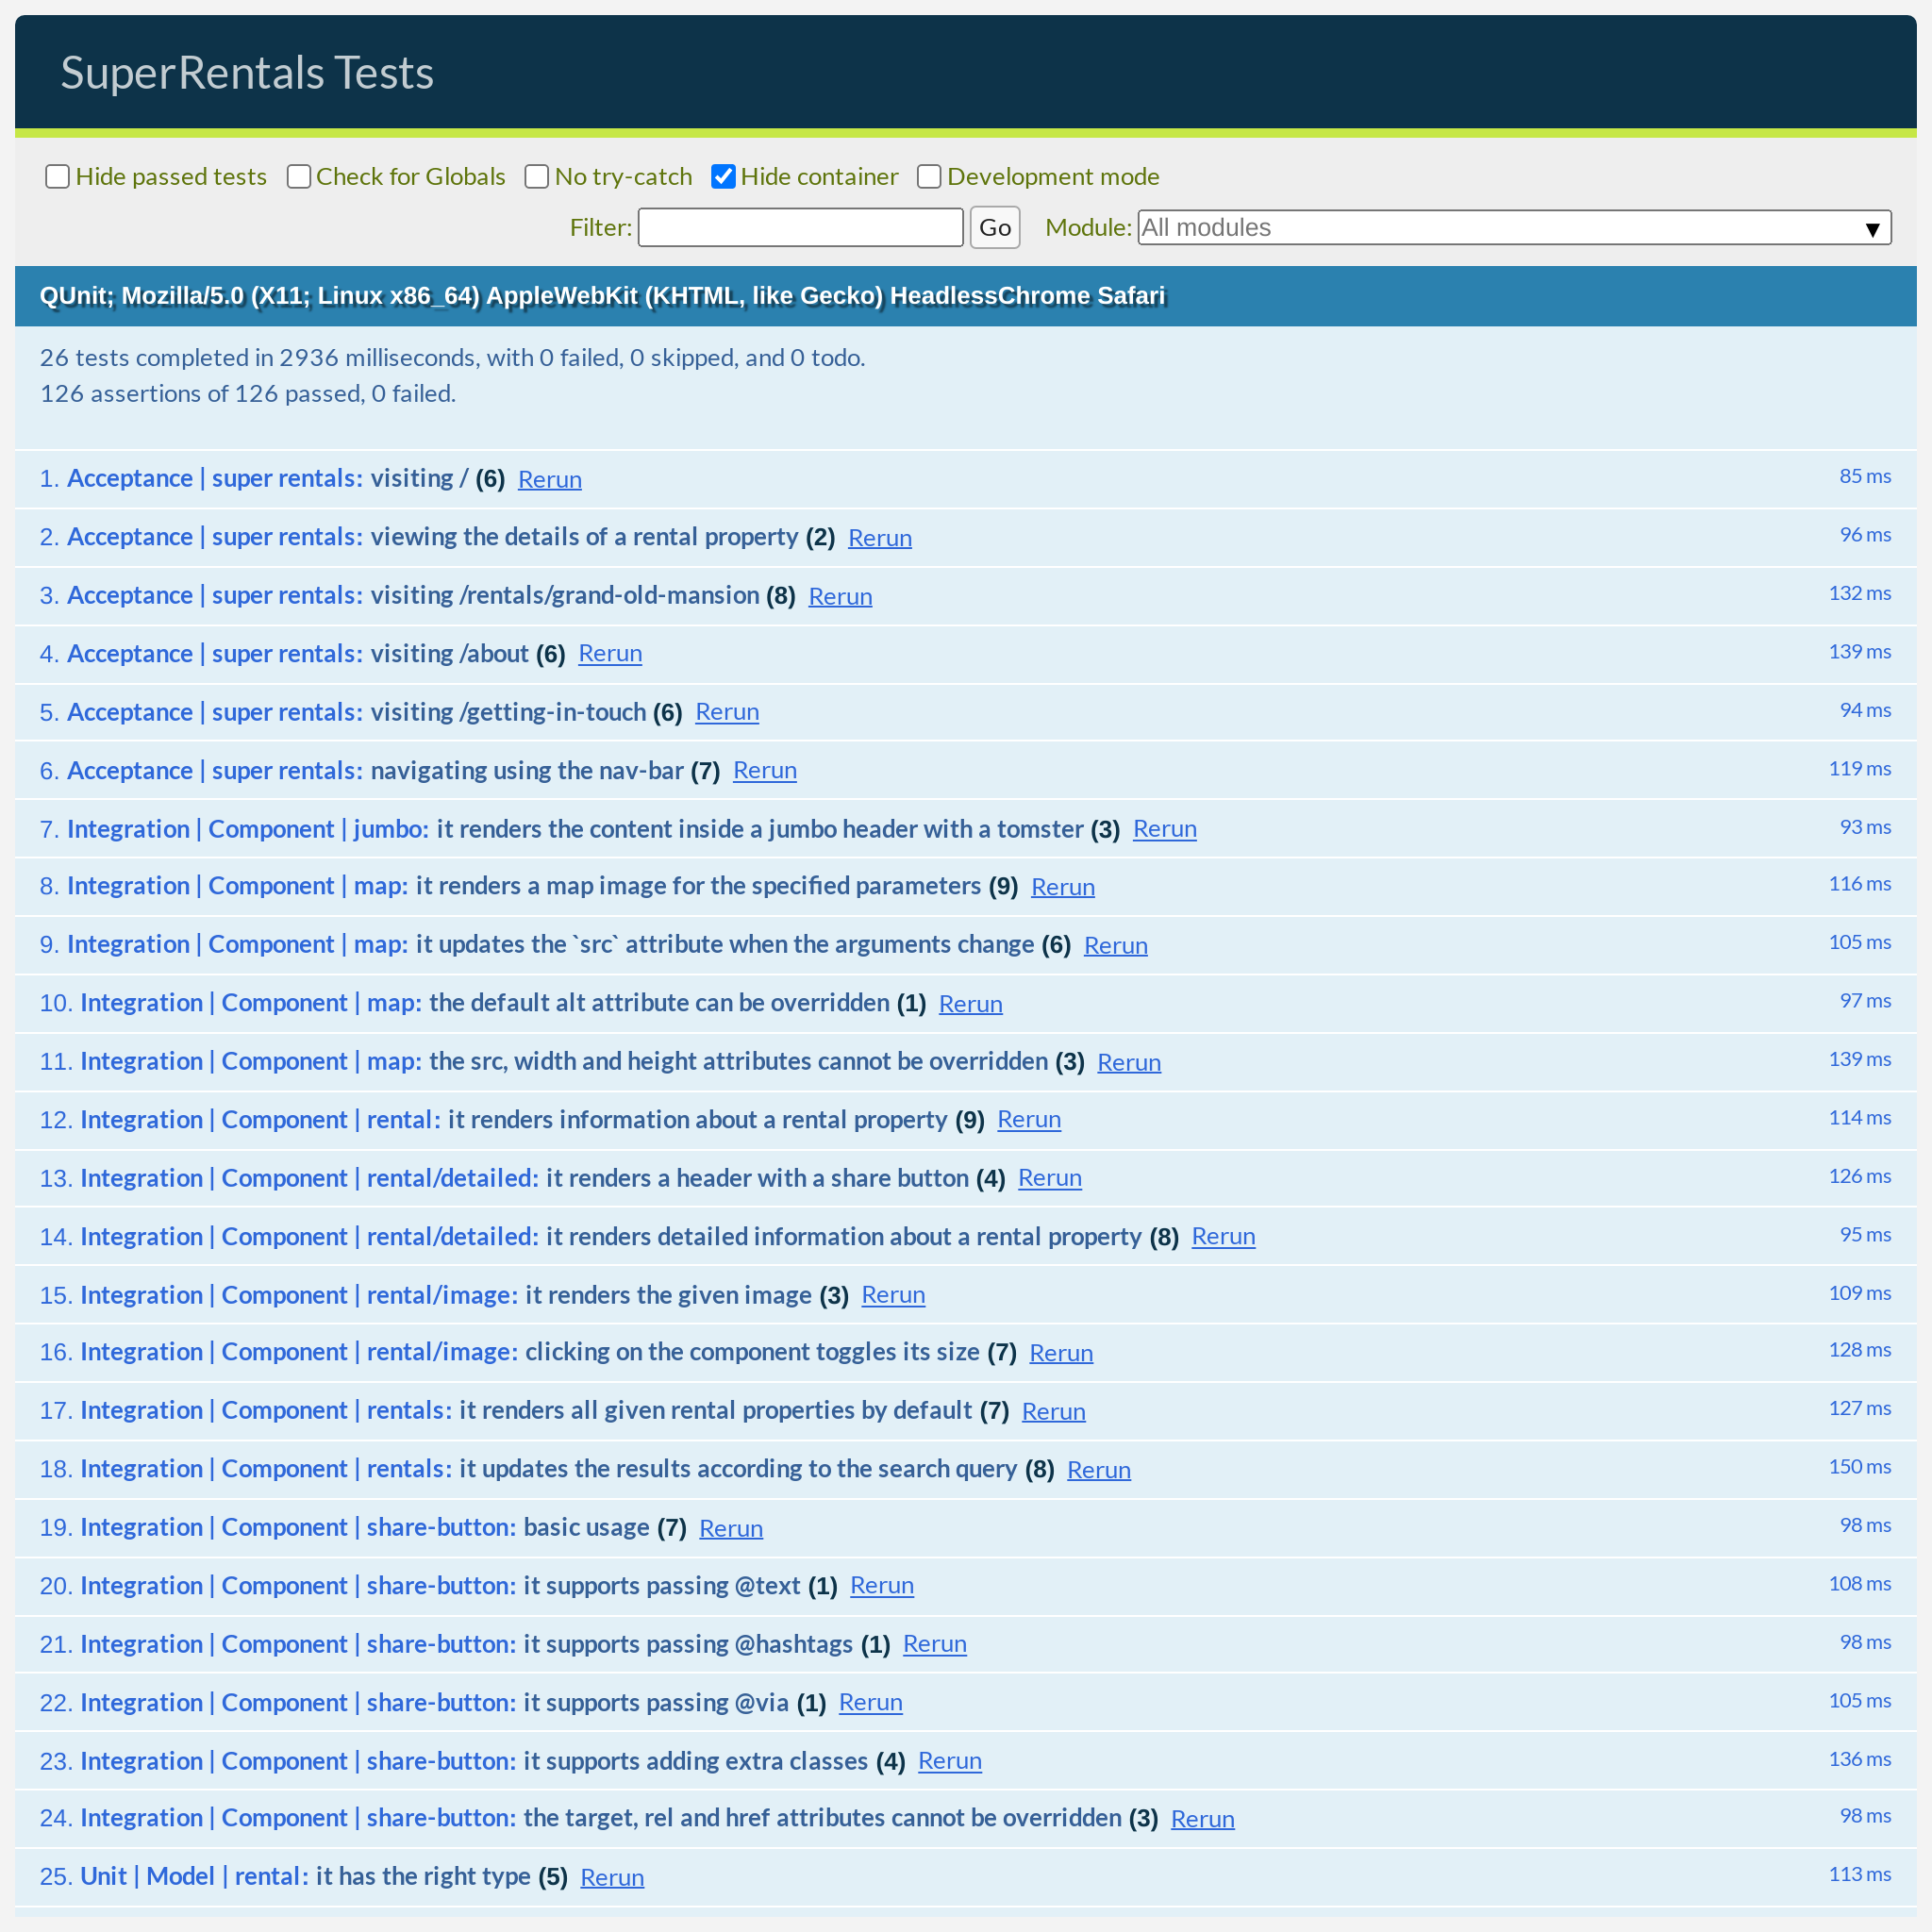 SuperRentals Tests
Hide passed tests Check for Globals No try-catch Hide container Development mode
Filter: Go Module: All modules ▼
QUnit; Mozilla/5.0 (X11; Linux x86_64) AppleWebKit (KHTML, like Gecko) HeadlessChrome Safari
26 tests completed in 2936 milliseconds, with 0 failed, 0 skipped, and 0 todo.
126 assertions of 126 passed, 0 failed.
1. Acceptance | super rentals: visiting / (6) Rerun 85 ms
2. Acceptance | super rentals: viewing the details of a rental property (2) Rerun 96 ms
3. Acceptance | super rentals: visiting /rentals/grand-old-mansion (8) Rerun 132 ms
4. Acceptance | super rentals: visiting /about (6) Rerun 139 ms
5. Acceptance | super rentals: visiting /getting-in-touch (6) Rerun 94 ms
6. Acceptance | super rentals: navigating using the nav-bar (7) Rerun 119 ms
7. Integration | Component | jumbo: it renders the content inside a jumbo header with a tomster (3) Rerun 93 ms
8. Integration | Component | map: it renders a map image for the specified parameters (9) Rerun 116 ms
9. Integration | Component | map: it updates the `src` attribute when the arguments change (6) Rerun 105 ms
10. Integration | Component | map: the default alt attribute can be overridden (1) Rerun 97 ms
11. Integration | Component | map: the src, width and height attributes cannot be overridden (3) Rerun 139 ms
12. Integration | Component | rental: it renders information about a rental property (9) Rerun 114 ms
13. Integration | Component | rental/detailed: it renders a header with a share button (4) Rerun 126 ms
14. Integration | Component | rental/detailed: it renders detailed information about a rental property (8) Rerun 95 ms
15. Integration | Component | rental/image: it renders the given image (3) Rerun 109 ms
16. Integration | Component | rental/image: clicking on the component toggles its size (7) Rerun 128 ms
17. Integration | Component | rentals: it renders all given rental properties by default (7) Rerun 127 ms
18. Integration | Component | rentals: it updates the results according to the search query (8) Rerun 150 ms
19. Integration | Component | share-button: basic usage (7) Rerun 98 ms
20. Integration | Component | share-button: it supports passing @text (1) Rerun 108 ms
21. Integration | Component | share-button: it supports passing @hashtags (1) Rerun 98 ms
22. Integration | Component | share-button: it supports passing @via (1) Rerun 105 ms
23. Integration | Component | share-button: it supports adding extra classes (4) Rerun 136 ms
24. Integration | Component | share-button: the target, rel and href attributes cannot be overridden (3) Rerun 98 ms
25. Unit | Model | rental: it has the right type (5) Rerun 113 ms